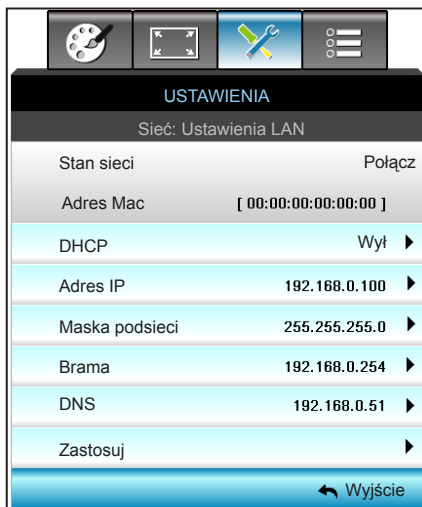 USTAWIENIA
Sieć: Ustawienia LAN
Stan sieci Połącz
Adres Mac [ 00:00:00:00:00:00 ]
DHCP Wył
Adres IP 192.168.0.100
Maska podsieci 255.255.255.0
Brama 192.168.0.254
DNS 192.168.0.51
Zastosuj
Wyjście